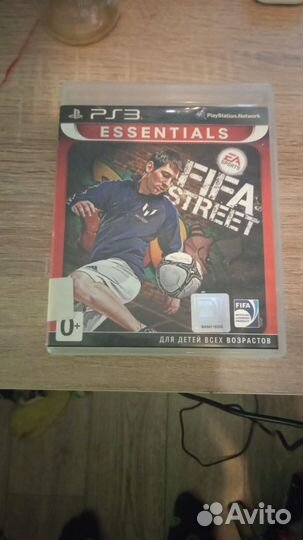 PS3
PlayStation Network
ESSENTIALS
EA
SPORTS
FIFA
STREET
FIFA
0+
ДЛЯ ДЕТЕЙ ВСЕХ ВОЗРАСТОВ
Avito